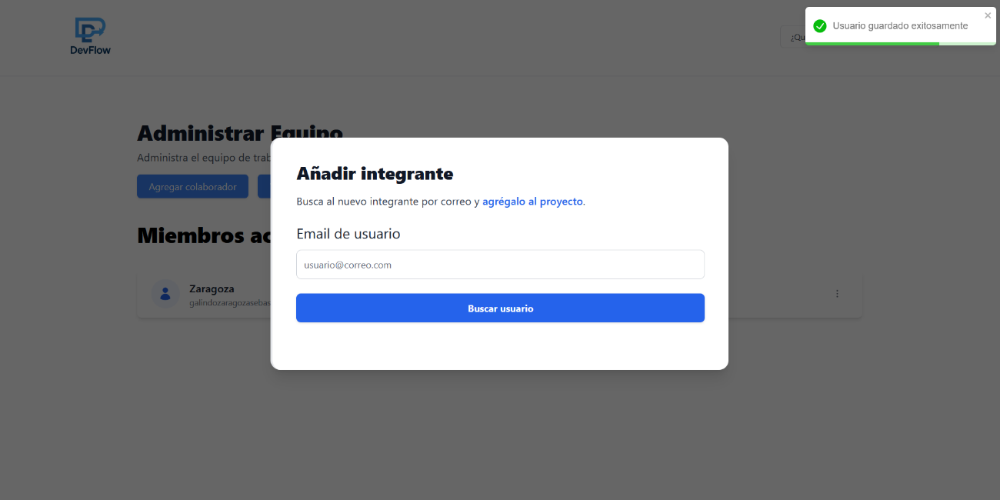 DevFlow
¿Qu
Usuario guardado exitosamente
Administrar Equipo
Administra el equipo de trab
Agregar colaborador
Miembros ac
Zaragoza
galindozaragozasebas
Añadir integrante
Busca al nuevo integrante por correo y agrégalo al proyecto.
Email de usuario
usuario@correo.com
Buscar usuario